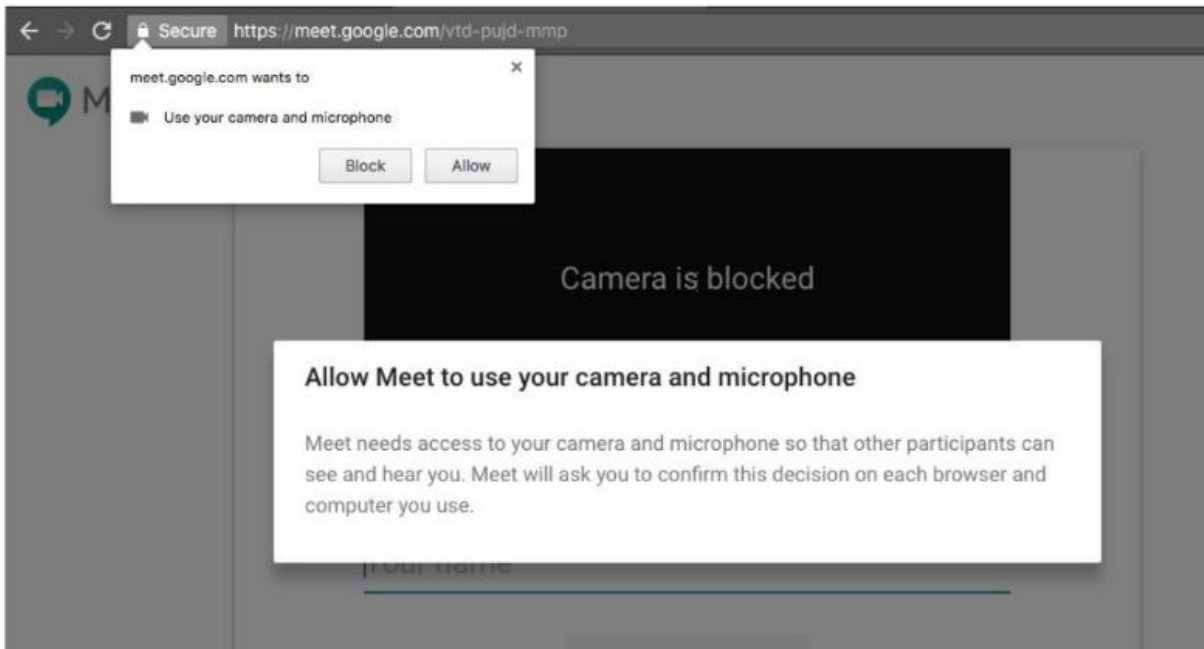 Secure https://meet.google.com/vtd-pujd-mmp
meet.google.com wants to
×
Use your camera and microphone
Block Allow
M
Camera is blocked
Allow Meet to use your camera and microphone
Meet needs access to your camera and microphone so that other participants can
see and hear you. Meet will ask you to confirm this decision on each browser and
computer you use.
Your name